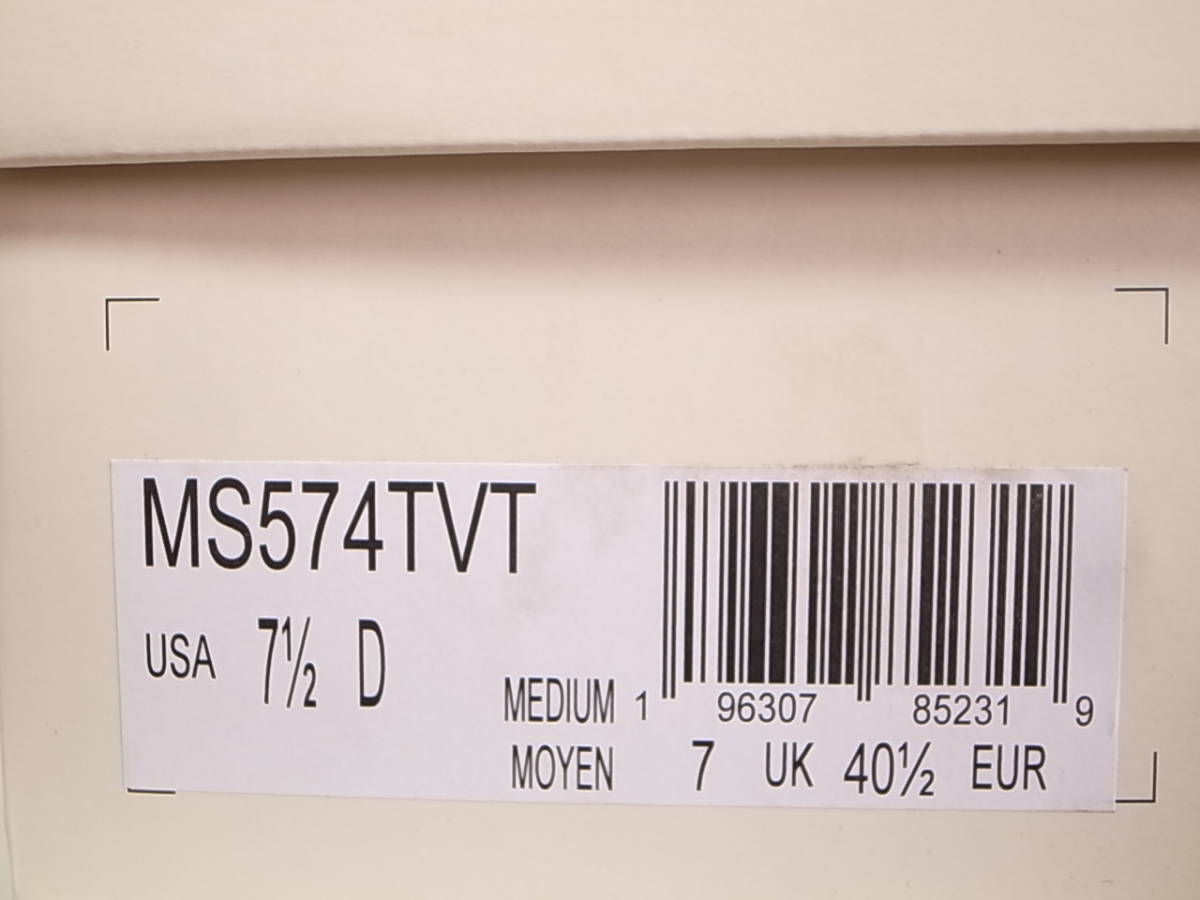 MS574TVT
USA 7½ D
MEDIUM 1 96307 85231 9
MOYEN 7 UK 40½ EUR